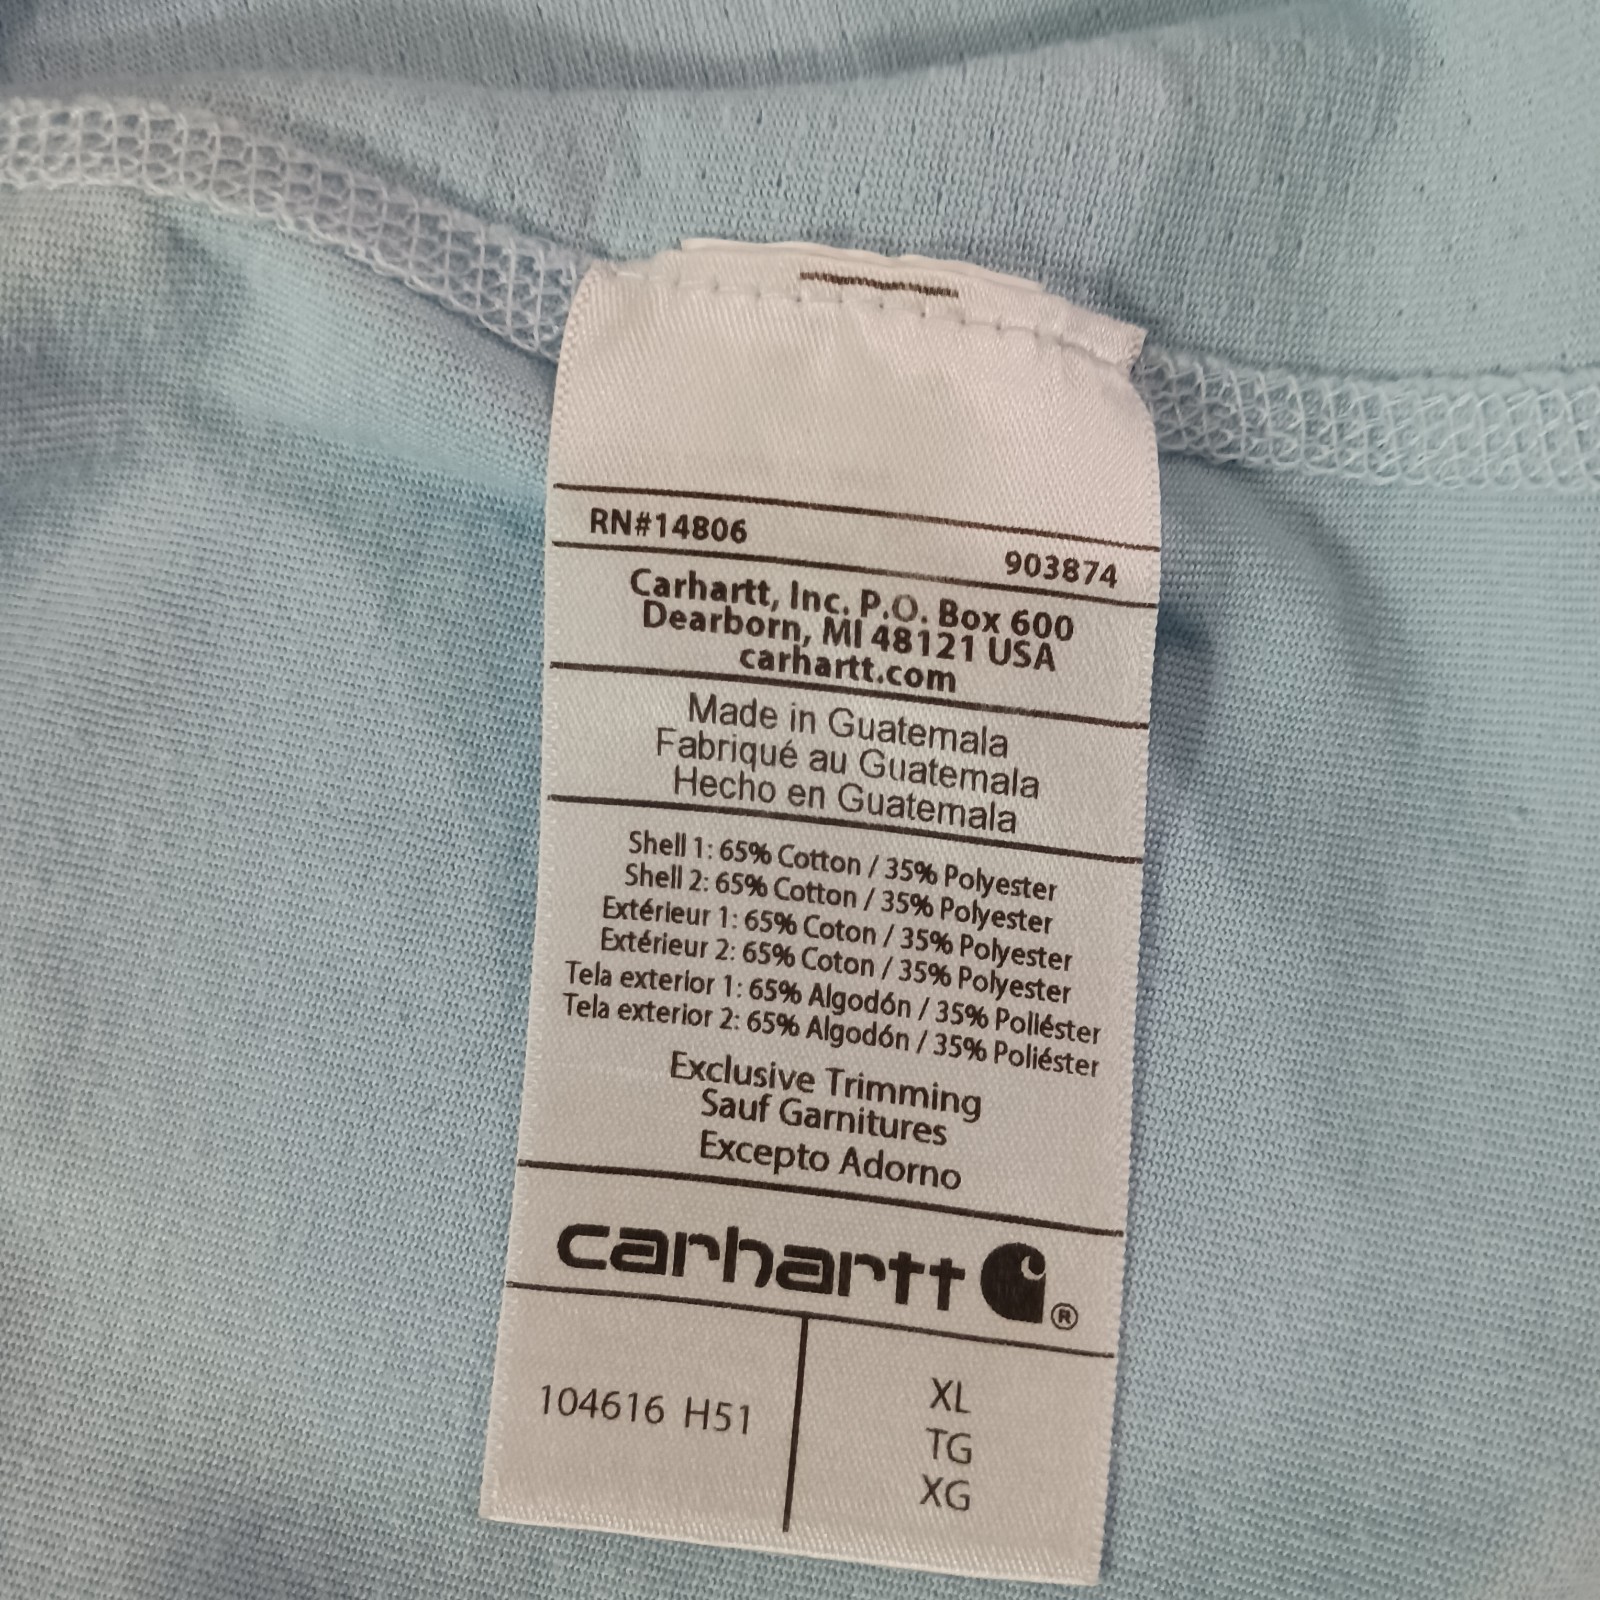 RN#14806
903874
Carhartt, Inc. P.O. Box 600
Dearborn, MI 48121 USA
carhartt.com
Made in Guatemala
Fabriqué au Guatemala
Hecho en Guatemala
Shell 1: 65% Cotton / 35% Polyester
Shell 2: 65% Cotton / 35% Polyester
Extérieur 1: 65% Coton / 35% Polyester
Extérieur 2: 65% Coton / 35% Polyester
Tela exterior 1: 65% Algodón / 35% Poliéster
Tela exterior 2: 65% Algodón / 35% Poliéster
Exclusive Trimming
Sauf Garnitures
Excepto Adorno
carhartt ®
104616 H51
XL
TG
XG